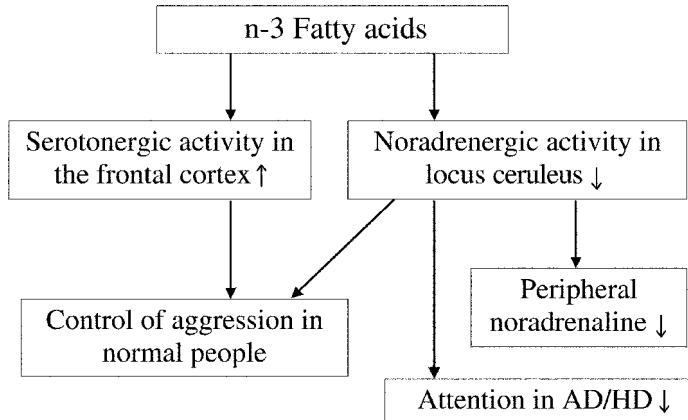 n-3 Fatty acids
Serotonergic activity in
the frontal cortex ↑
Noradrenergic activity in
locus ceruleus ↓
Control of aggression in
normal people
Peripheral
noradrenaline ↓
Attention in AD/HD ↓